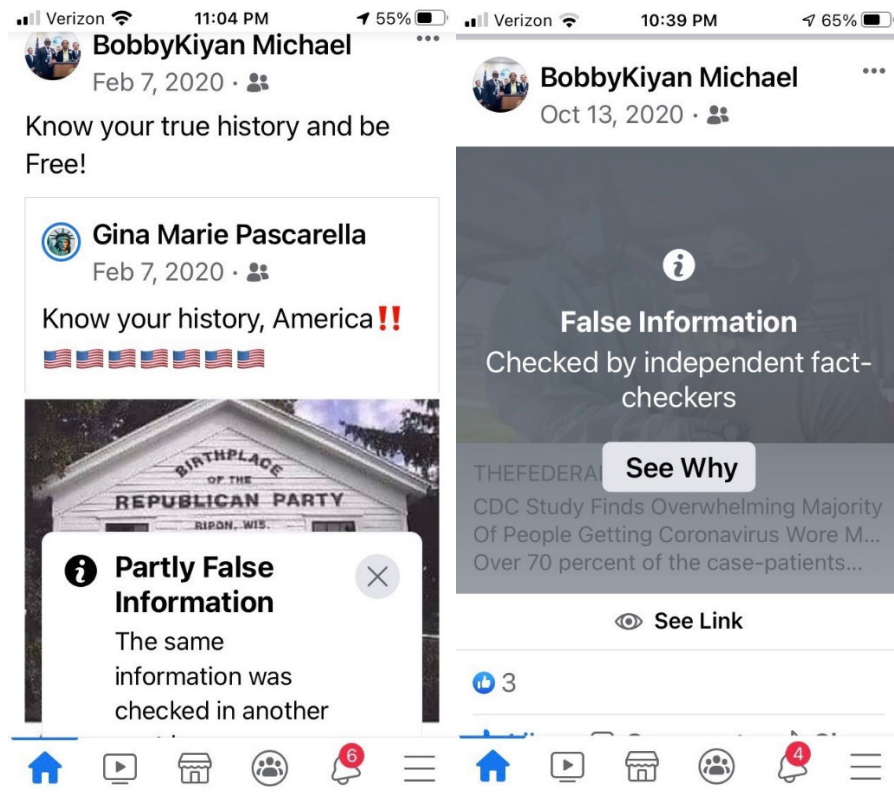 Verizon 11:04 PM 55%
BobbyKiyan Michael
Feb 7, 2020 ·
Know your true history and be
Free!
Gina Marie Pascarella
Feb 7, 2020 ·
Know your history, America‼️
🇺🇸🇺🇸🇺🇸🇺🇸🇺🇸🇺🇸🇺🇸
BIRTHPLACE
OF THE
REPUBLICAN PARTY
RIPON, WIS.
Partly False
Information
The same
information was
checked in another
6
Verizon 10:39 PM 65%
BobbyKiyan Michael
Oct 13, 2020 ·
False Information
Checked by independent fact-
checkers
See Why
THEFEDERA
CDC Study Finds Overwhelming Majority
Of People Getting Coronavirus Wore M...
Over 70 percent of the case-patients...
See Link
3
4